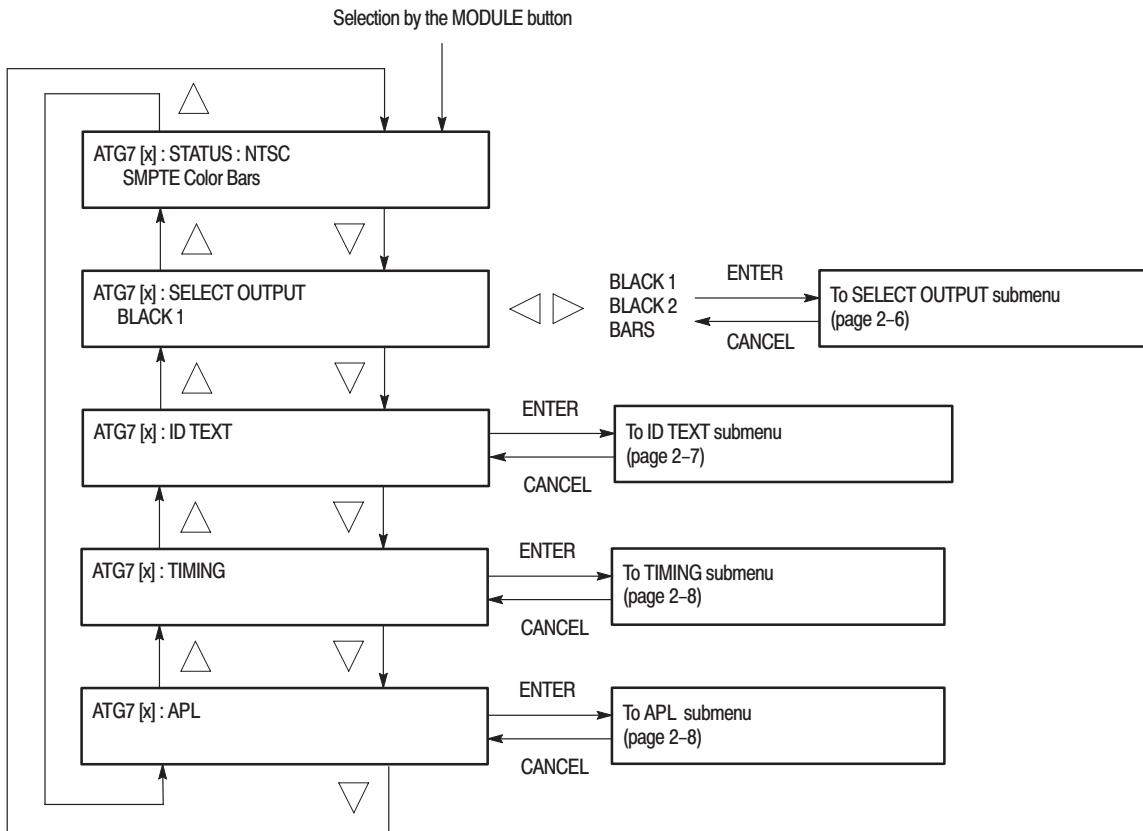 Selection by the MODULE button
ATG7 [x] : STATUS : NTSC
SMPTE Color Bars
ATG7 [x] : SELECT OUTPUT
BLACK 1
BLACK 1
BLACK 2
BARS
ENTER
CANCEL
To SELECT OUTPUT submenu
(page 2–6)
ATG7 [x] : ID TEXT
ENTER
CANCEL
To ID TEXT submenu
(page 2–7)
ATG7 [x] : TIMING
ENTER
CANCEL
To TIMING submenu
(page 2–8)
ATG7 [x] : APL
ENTER
CANCEL
To APL submenu
(page 2–8)